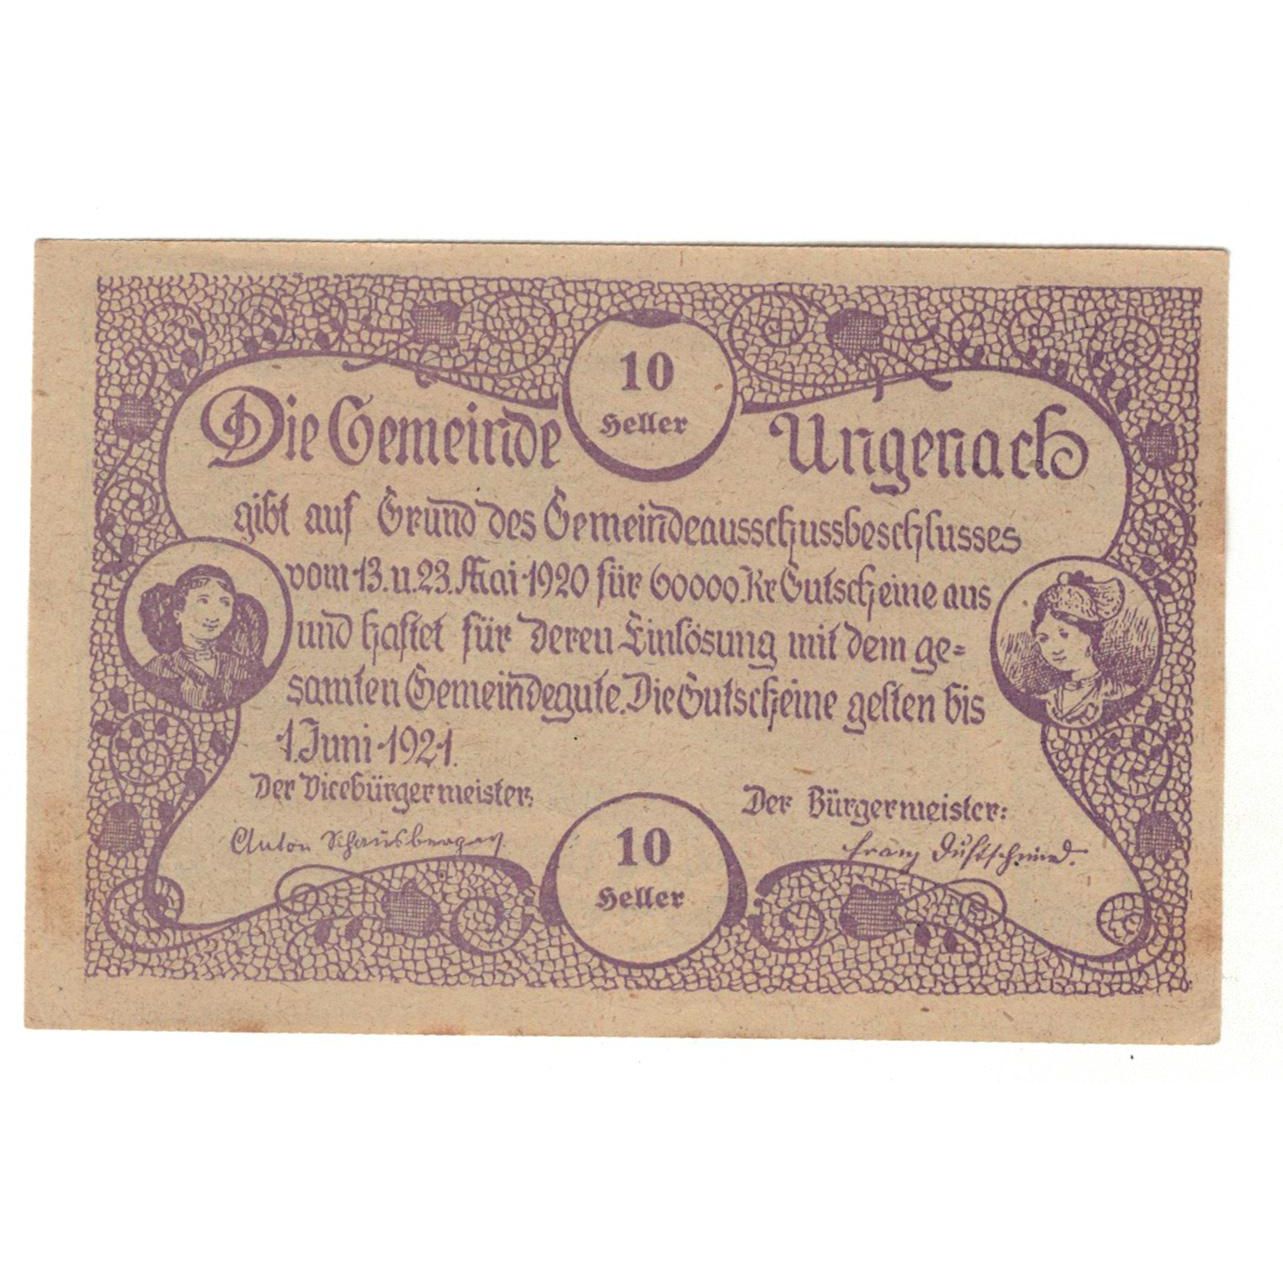 10
Heller
Die Gemeinde Ungenach
gibt auf Grund des Gemeindeausschussbeschlusses
vom 13. u. 23. Mai 1920 für 60000 Kr Gutscheine aus
und haftet für deren Einlösung mit dem ge=
samten Gemeindegute. Die Gutscheine gelten bis
1. Juni 1921.
Der Vicebürgermeister:
Der Bürgermeister:
Anton
Franz
10
Heller